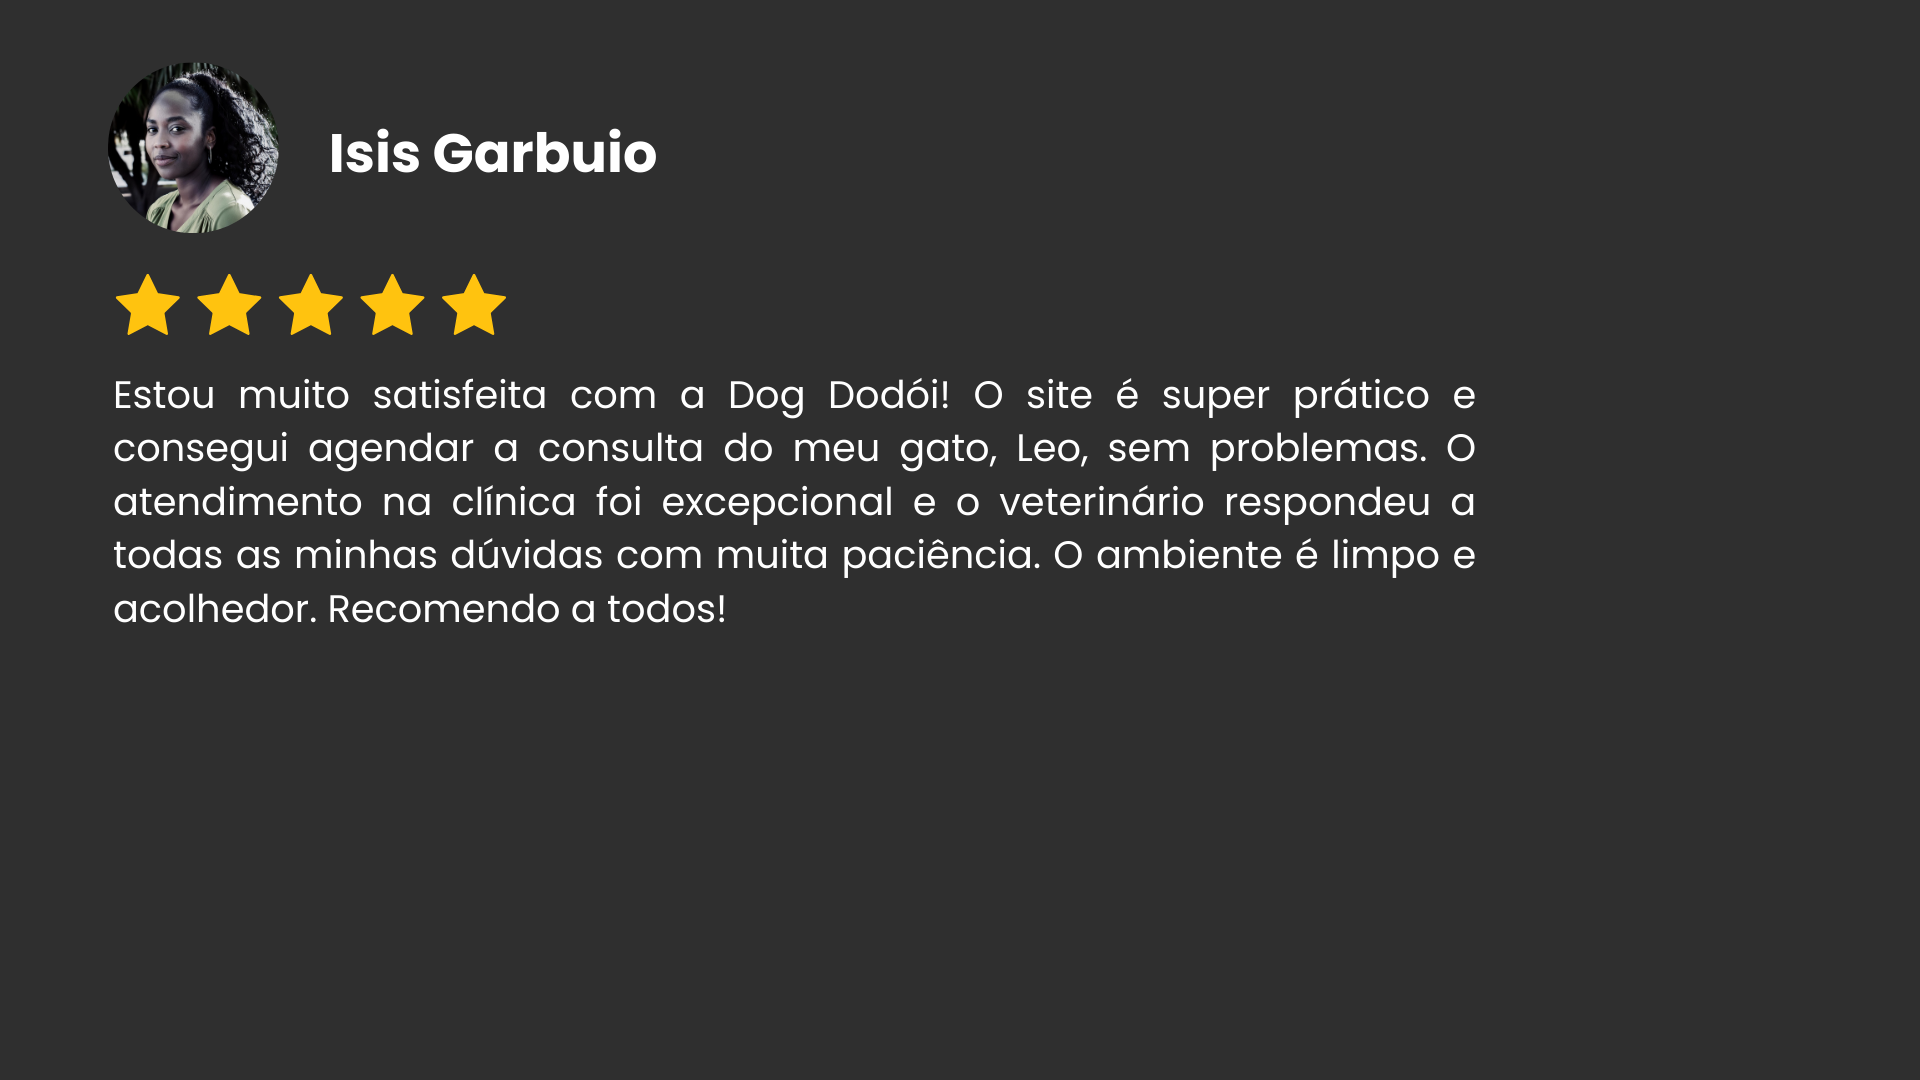 Isis Garbuio
Estou muito satisfeita com a Dog Dodói! O site é super prático e
consegui agendar a consulta do meu gato, Leo, sem problemas. O
atendimento na clínica foi excepcional e o veterinário respondeu a
todas as minhas dúvidas com muita paciência. O ambiente é limpo e
acolhedor. Recomendo a todos!